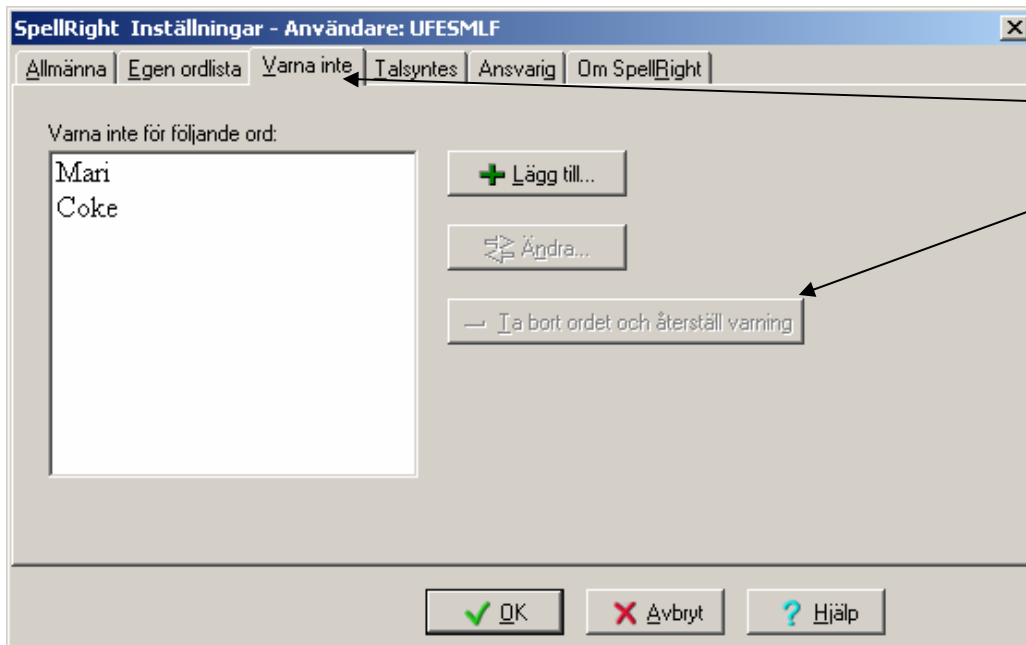 SpellRight Inställningar - Användare: UFESMLF
Allmänna Egen ordlista Varna inte Talsyntes Ansvarig Om SpellRight
Varna inte för följande ord:
Mari
Coke
Lägg till...
Ändra...
Ta bort ordet och återställ varning
OK Avbryt Hjälp